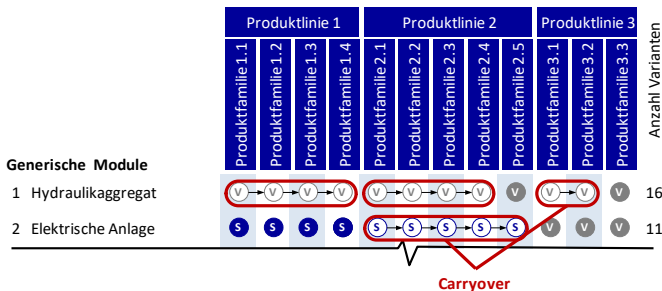 Produktlinie 1 Produktlinie 2 Produktlinie 3
Produktfamilie 1.1 Produktfamilie 1.2 Produktfamilie 1.3 Produktfamilie 1.4 Produktfamilie 2.1 Produktfamilie 2.2 Produktfamilie 2.3 Produktfamilie 2.4 Produktfamilie 2.5 Produktfamilie 3.1 Produktfamilie 3.2 Produktfamilie 3.3 Anzahl Varianten
Generische Module
1 Hydraulikaggregat V V V V V V V V V V V V 16
2 Elektrische Anlage S S S S S S S S S V V V 11
Carryover